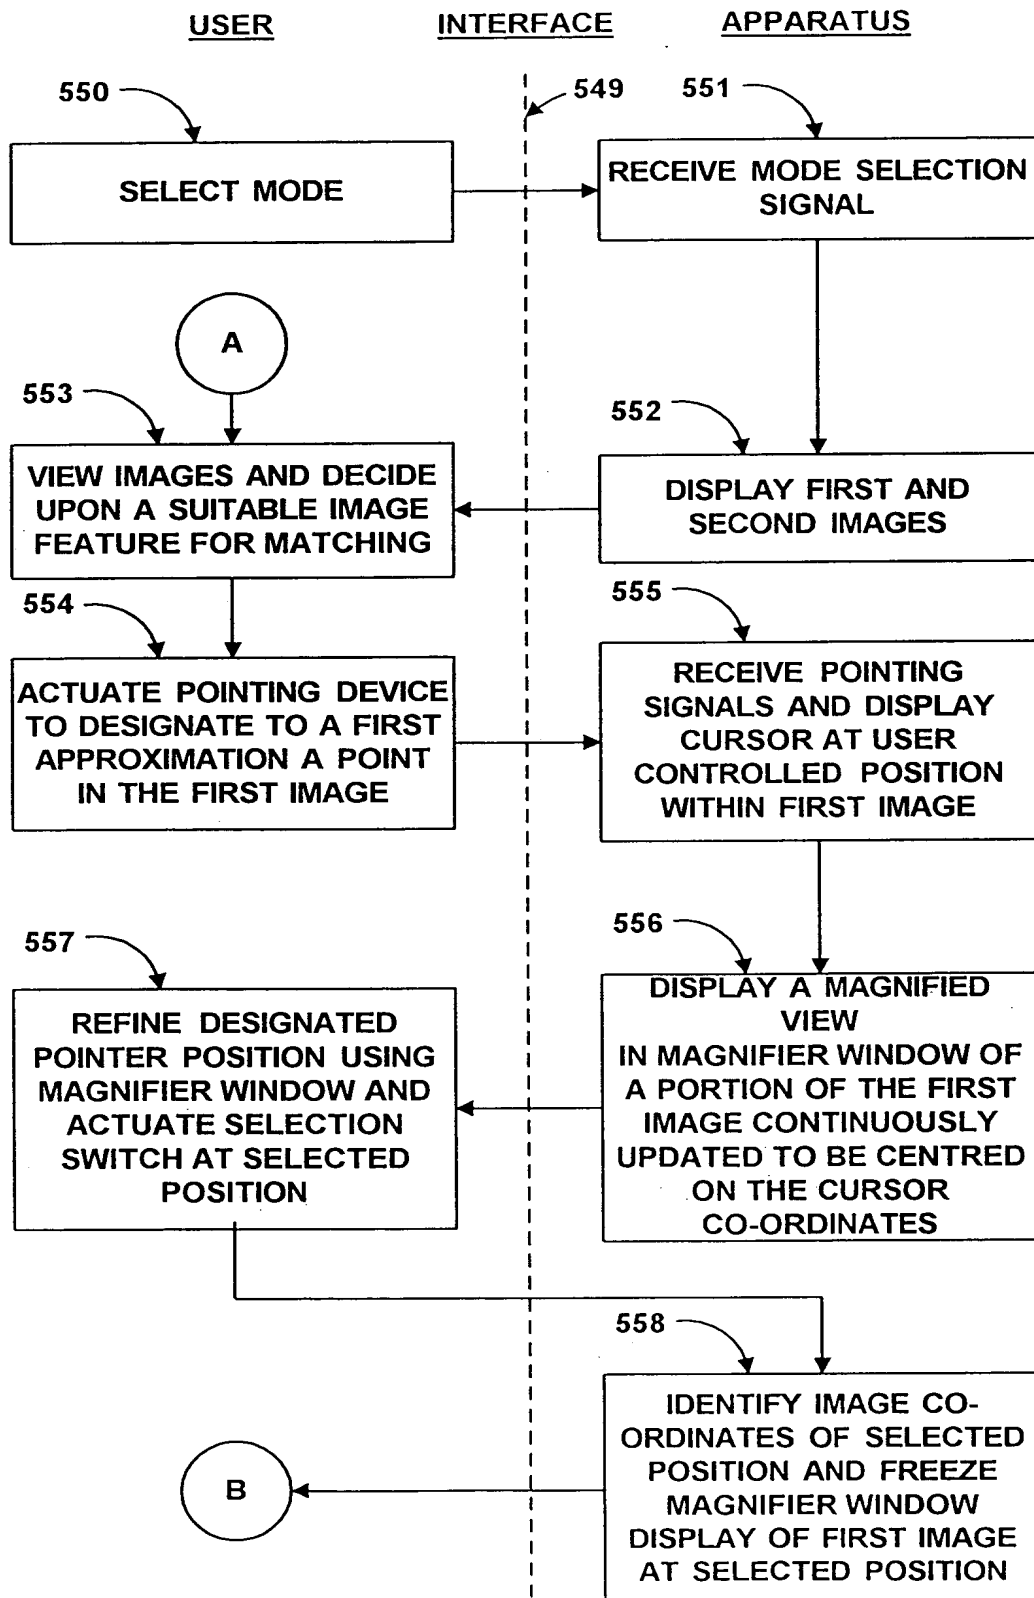 USER INTERFACE APPARATUS
550
549
551
SELECT MODE
RECEIVE MODE SELECTION
SIGNAL
A
553
552
VIEW IMAGES AND DECIDE
UPON A SUITABLE IMAGE
FEATURE FOR MATCHING
DISPLAY FIRST AND
SECOND IMAGES
554
555
ACTUATE POINTING DEVICE
TO DESIGNATE TO A FIRST
APPROXIMATION A POINT
IN THE FIRST IMAGE
RECEIVE POINTING
SIGNALS AND DISPLAY
CURSOR AT USER
CONTROLLED POSITION
WITHIN FIRST IMAGE
557
556
REFINE DESIGNATED
POINTER POSITION USING
MAGNIFIER WINDOW AND
ACTUATE SELECTION
SWITCH AT SELECTED
POSITION
DISPLAY A MAGNIFIED
VIEW
IN MAGNIFIER WINDOW OF
A PORTION OF THE FIRST
IMAGE CONTINUOUSLY
UPDATED TO BE CENTRED
ON THE CURSOR
CO-ORDINATES
558
IDENTIFY IMAGE CO-
ORDINATES OF SELECTED
POSITION AND FREEZE
MAGNIFIER WINDOW
DISPLAY OF FIRST IMAGE
AT SELECTED POSITION
B